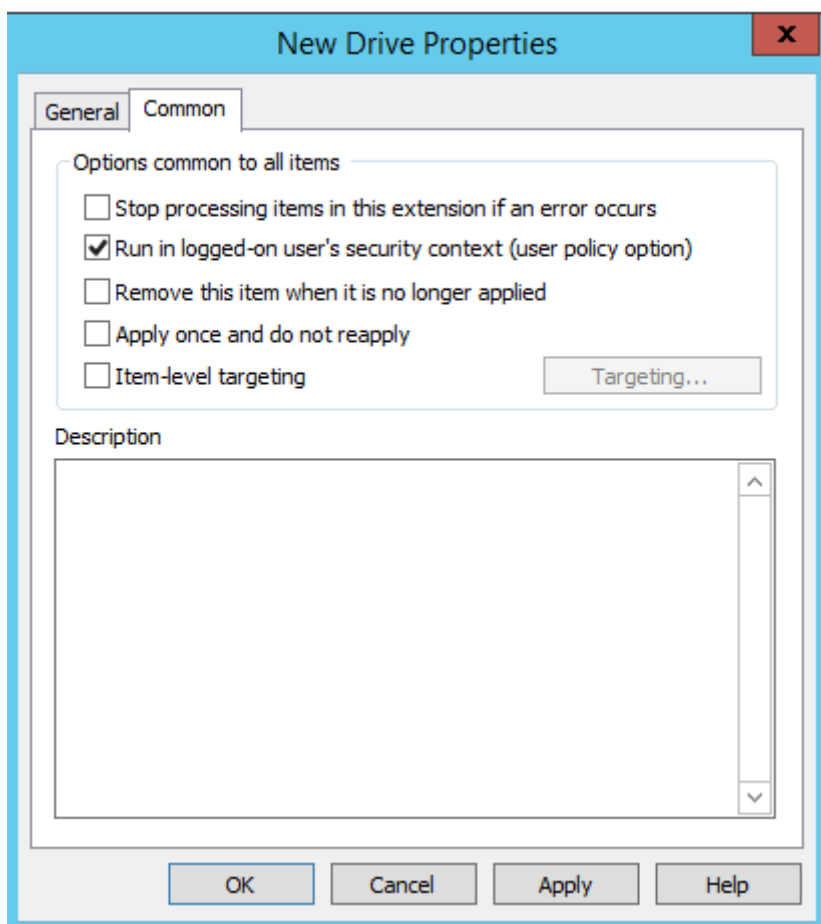 New Drive Properties
x
General
Common
Options common to all items
Stop processing items in this extension if an error occurs
Run in logged-on user's security context (user policy option)
Remove this item when it is no longer applied
Apply once and do not reapply
Item-level targeting
Targeting...
Description
OK
Cancel
Apply
Help